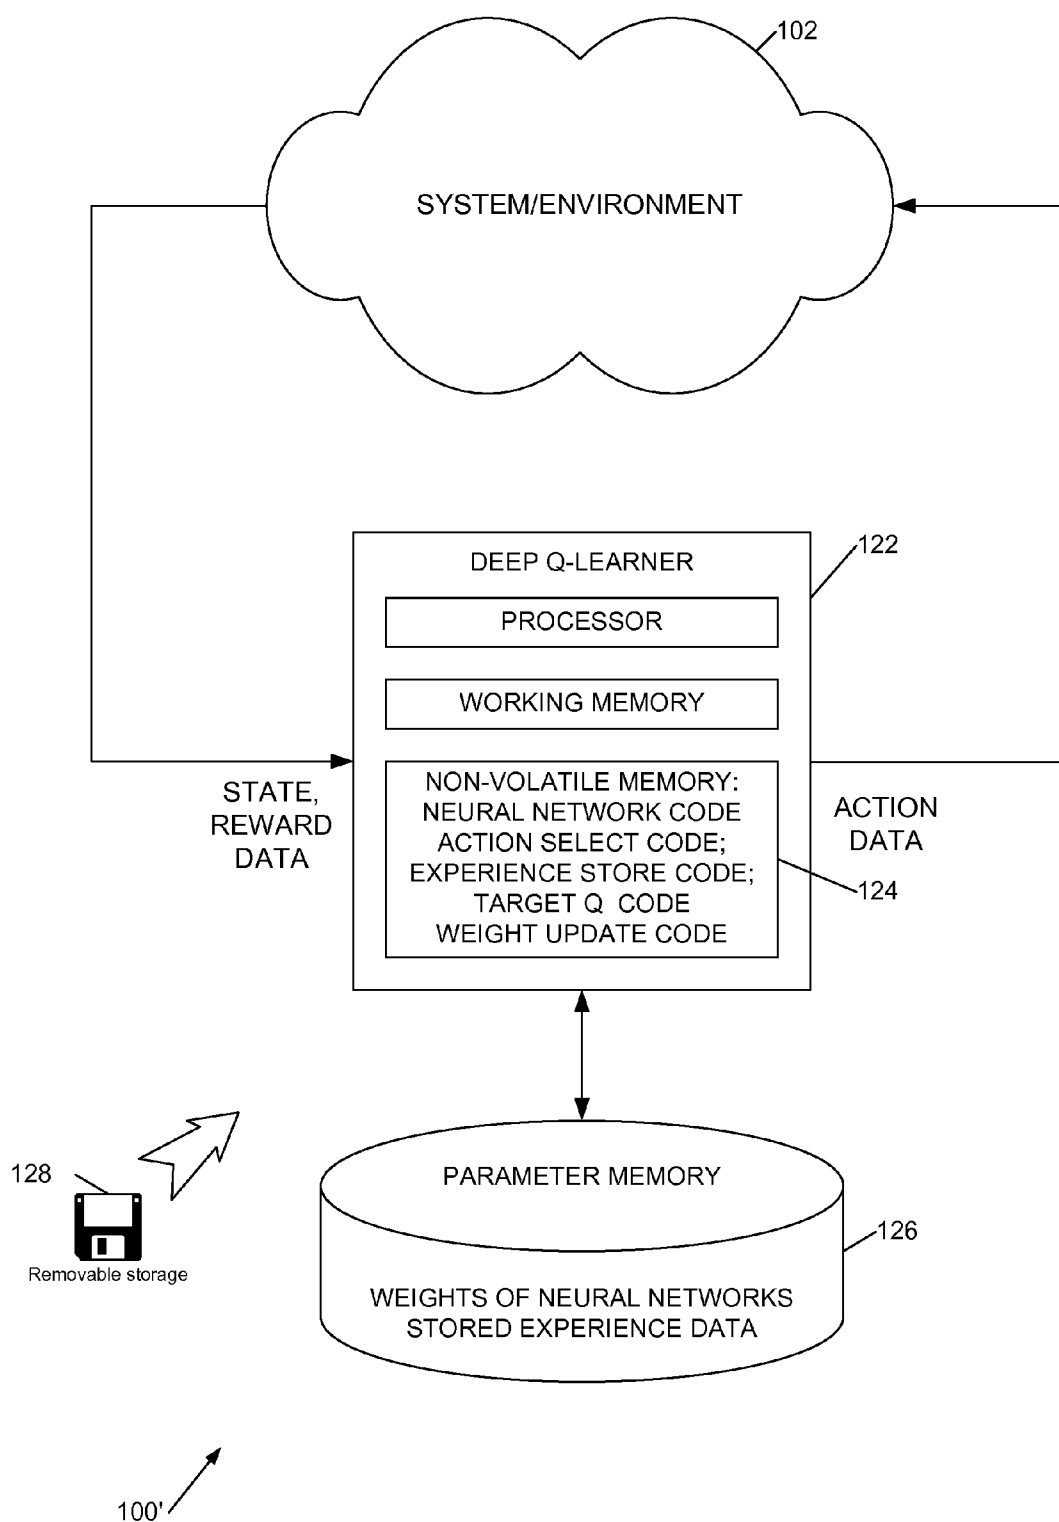 102
SYSTEM/ENVIRONMENT
122
DEEP Q-LEARNER
PROCESSOR
WORKING MEMORY
NON-VOLATILE MEMORY:
NEURAL NETWORK CODE
ACTION SELECT CODE;
EXPERIENCE STORE CODE;
TARGET Q CODE
WEIGHT UPDATE CODE
STATE,
REWARD
DATA
ACTION
DATA
124
PARAMETER MEMORY
128
126
Removable storage
WEIGHTS OF NEURAL NETWORKS
STORED EXPERIENCE DATA
100'